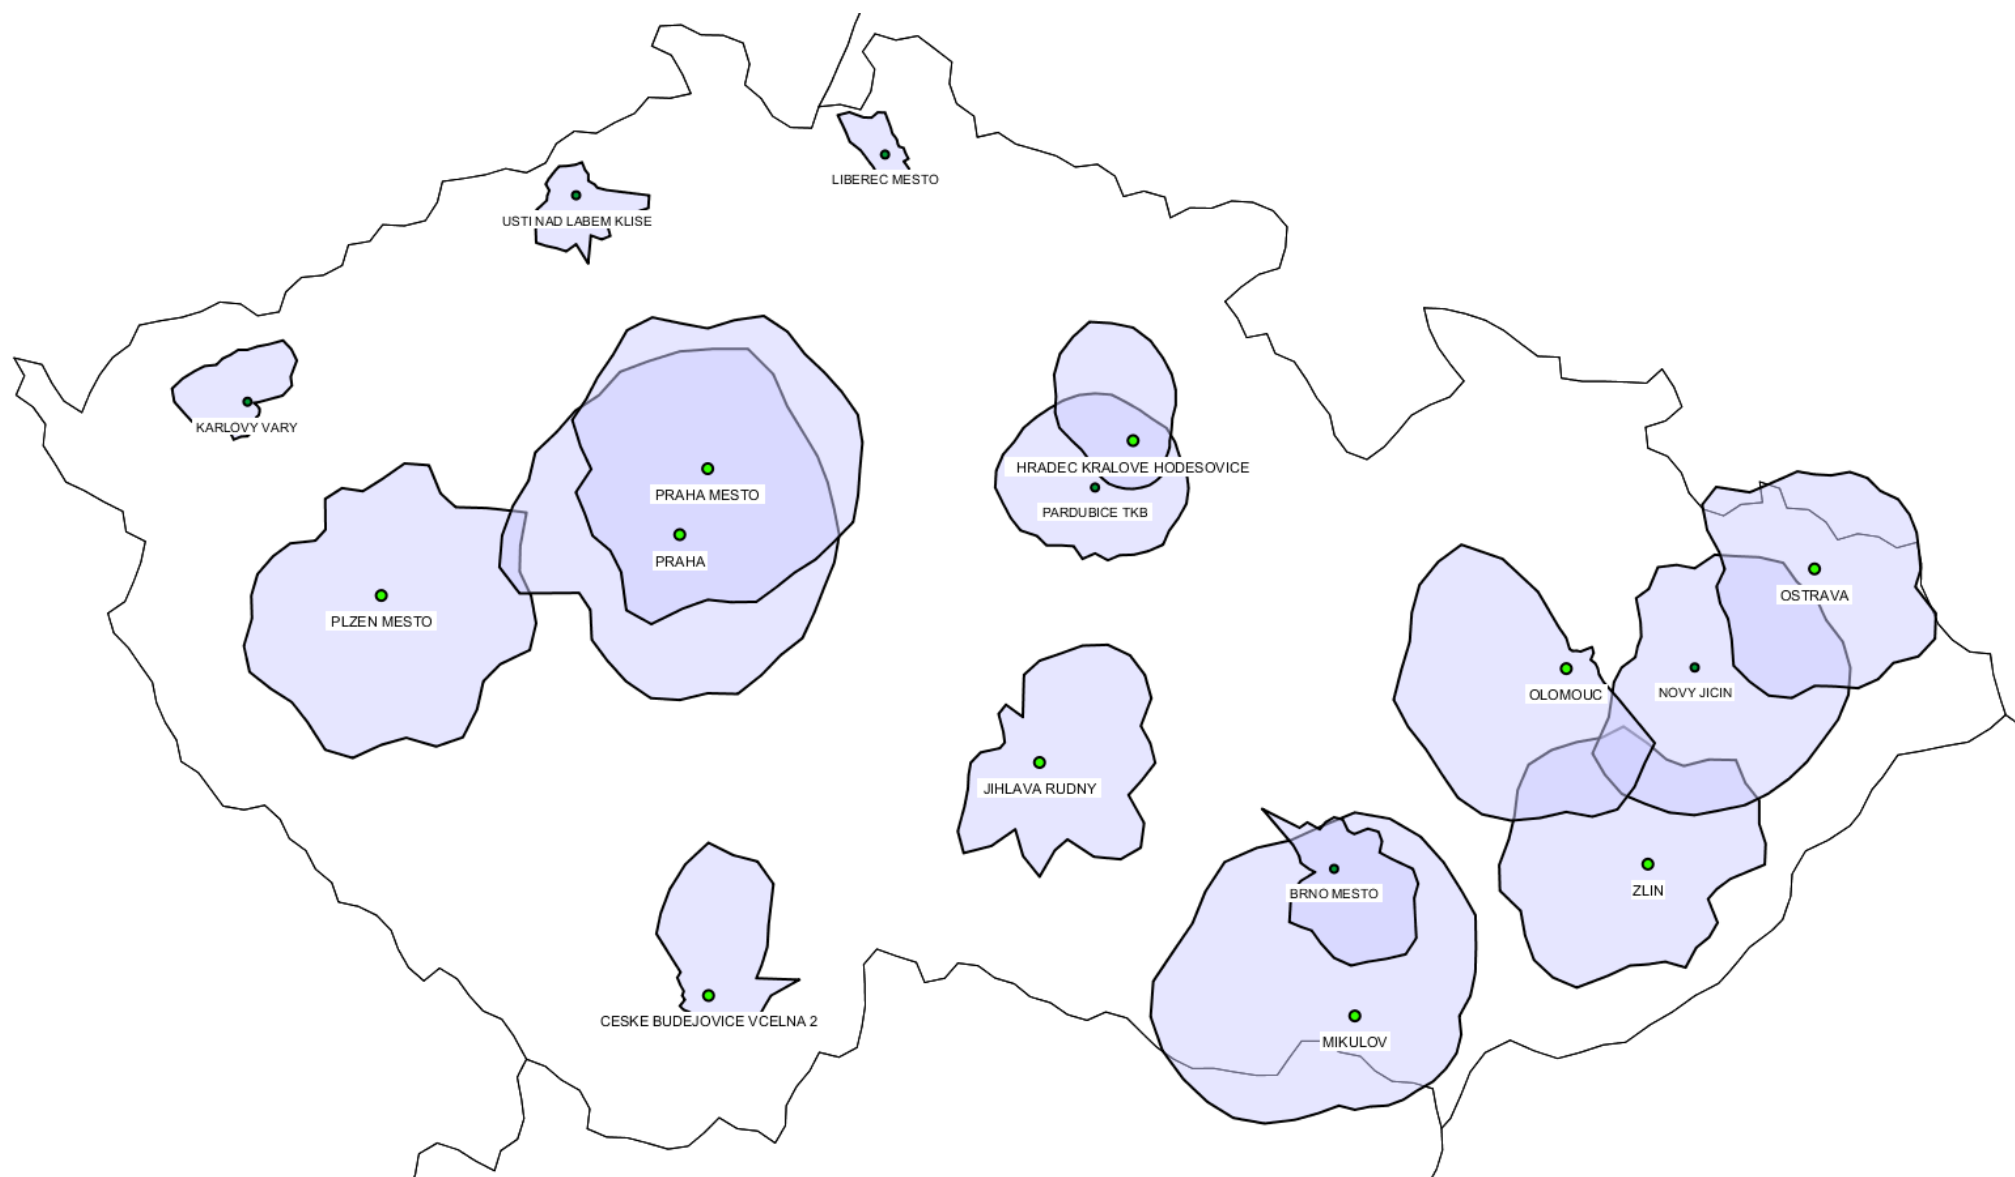 LIBEREC MESTO
USTI NAD LABEM KLISE
KARLOVY VARY
HRADEC KRALOVE HODESOVICE
PRAHA MESTO
PARDUBICE TKB
PRAHA
OSTRAVA
PLZEN MESTO
OLOMOUC
NOVY JICIN
JIHLAVA RUDNY
ZLIN
BRNO MESTO
CESKE BUDEJOVICE VCELNA 2
MIKULOV